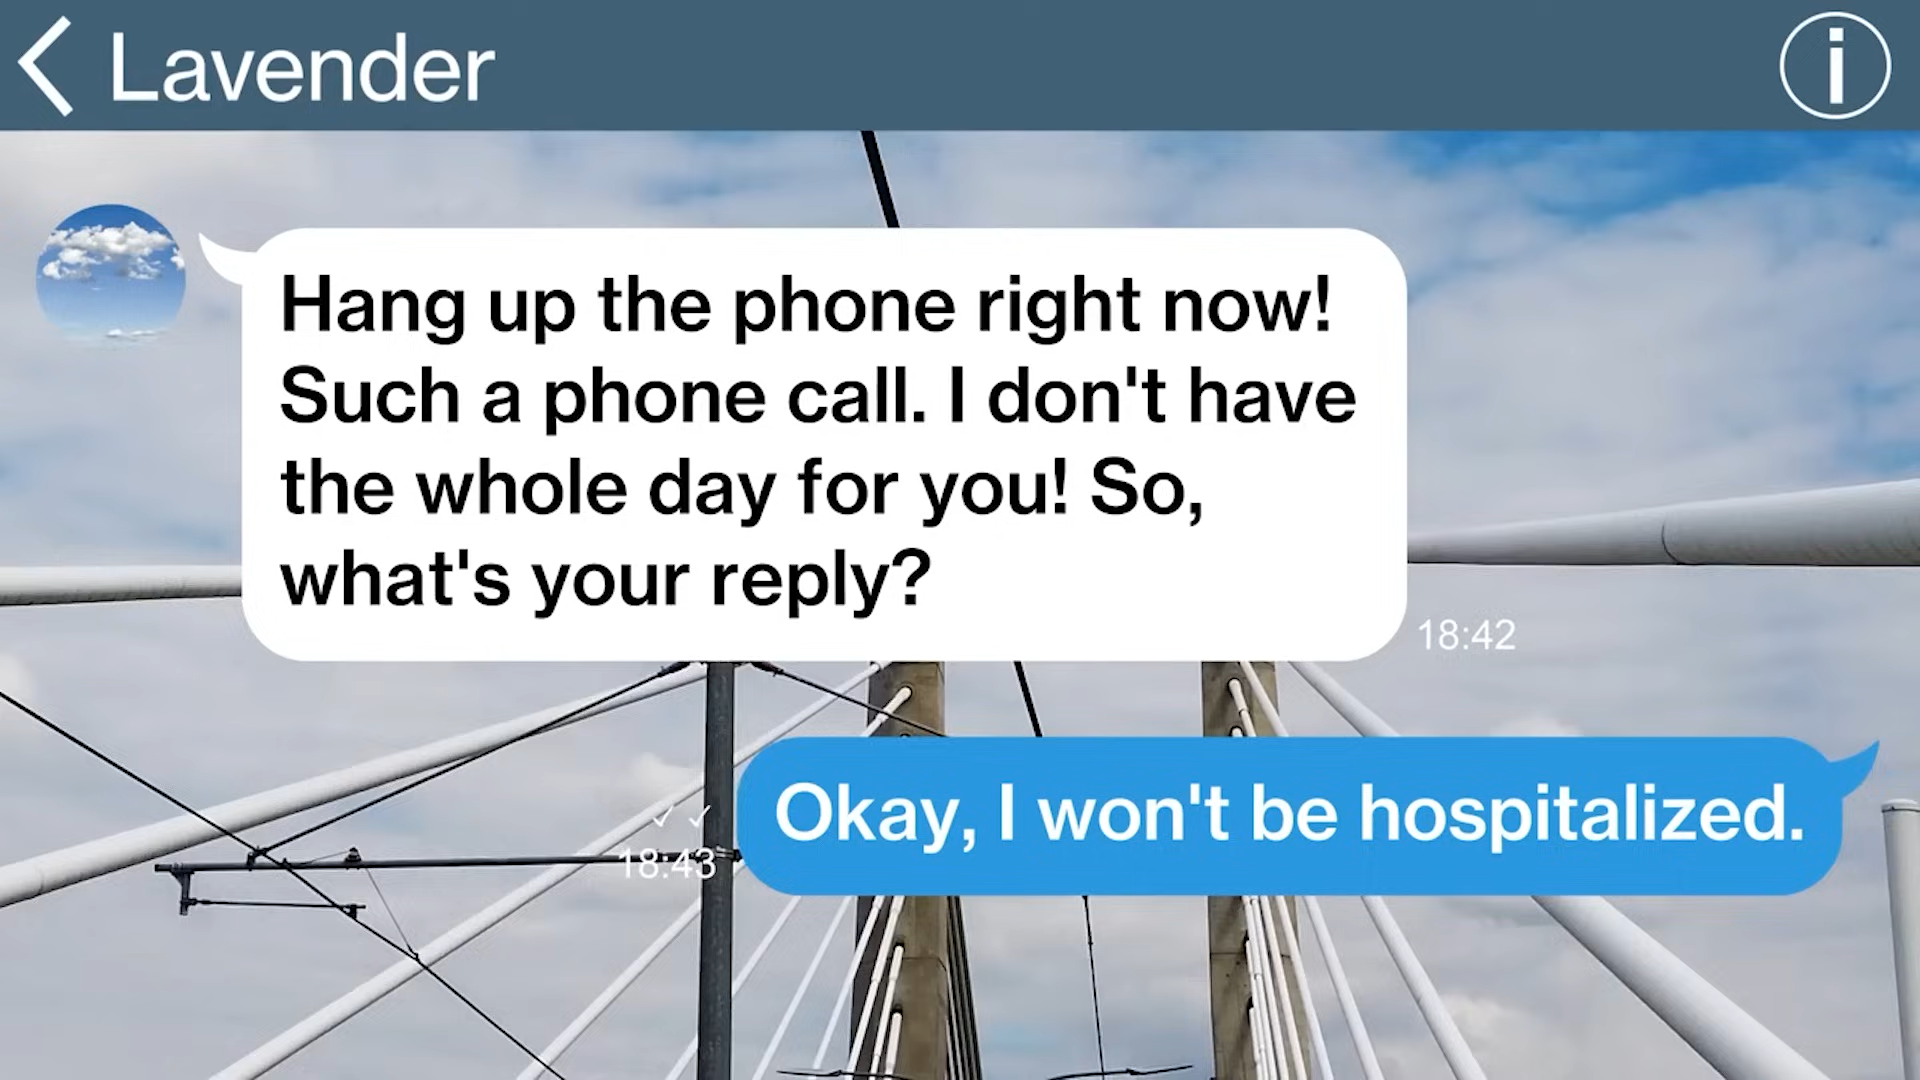 Lavender
Hang up the phone right now!
Such a phone call. I don't have
the whole day for you! So,
what's your reply?
18:42
Okay, I won't be hospitalized.
18:43